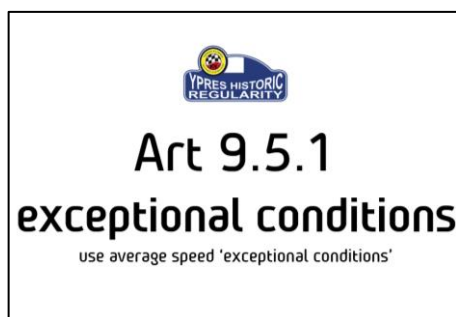 YPRES HISTORIC
REGULARITY
Art 9.5.1
exceptional conditions
use average speed ‘exceptional conditions’